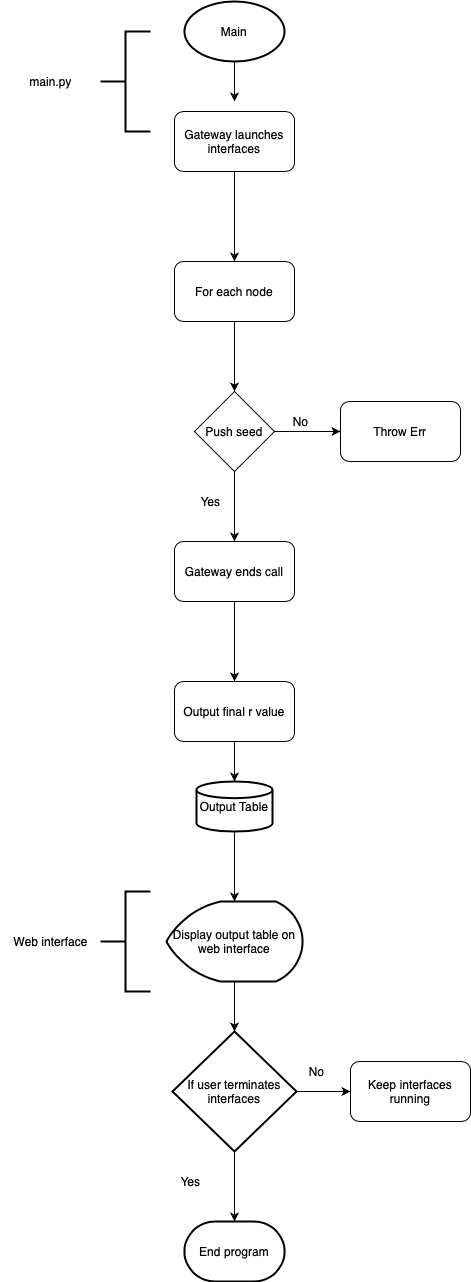 Main
main.py
Gateway launches
interfaces
For each node
Push seed
No
Throw Err
Yes
Gateway ends call
Output final r value
Output Table
Web interface
Display output table on
web interface
If user terminates
interfaces
No
Keep interfaces
running
Yes
End program